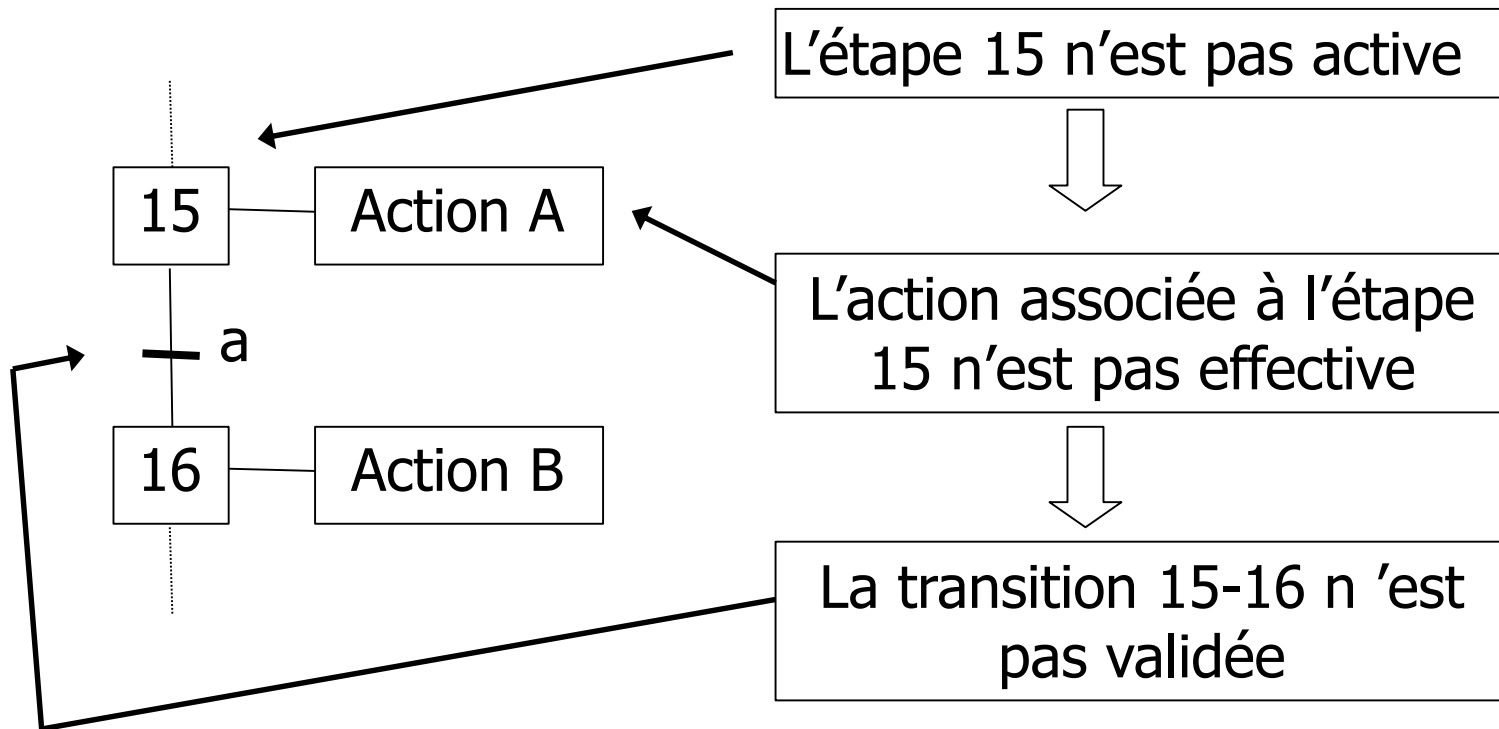 L’étape 15 n’est pas active
15
Action A
L’action associée à l’étape
15 n’est pas effective
a
16
Action B
La transition 15-16 n ’est
pas validée